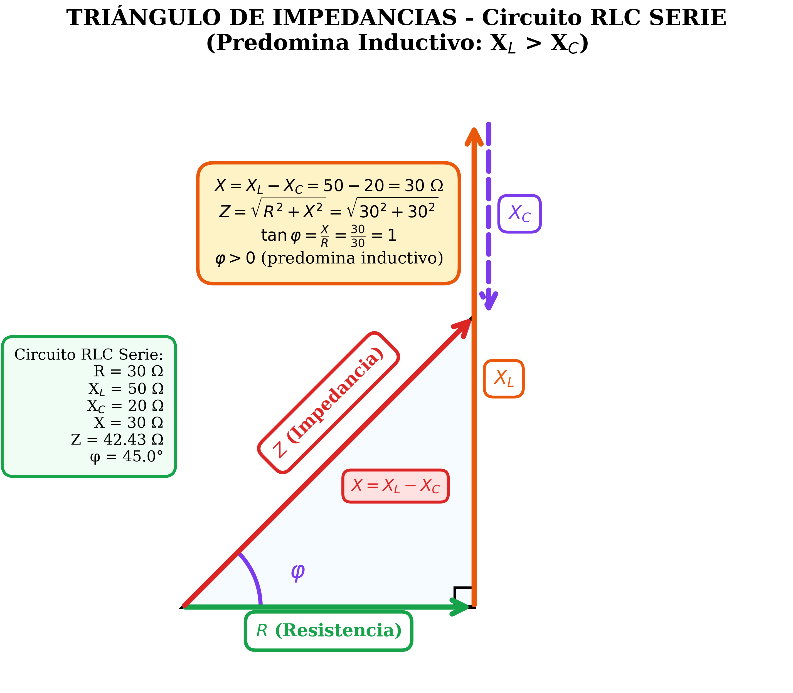 TRIÁNGULO DE IMPEDANCIAS - Circuito RLC SERIE
(Predomina Inductivo: X_L > X_C)
X = X_L − X_C = 50 − 20 = 30 Ω
Z = √(R² + X²) = √(30² + 30²)
tan φ = X/R = 30/30 = 1
φ > 0 (predomina inductivo)
X_C
Circuito RLC Serie:
R = 30 Ω
X_L = 50 Ω
X_C = 20 Ω
X = 30 Ω
Z = 42.43 Ω
φ = 45.0°
Z (Impedancia)
X_L
X = X_L − X_C
φ
R (Resistencia)